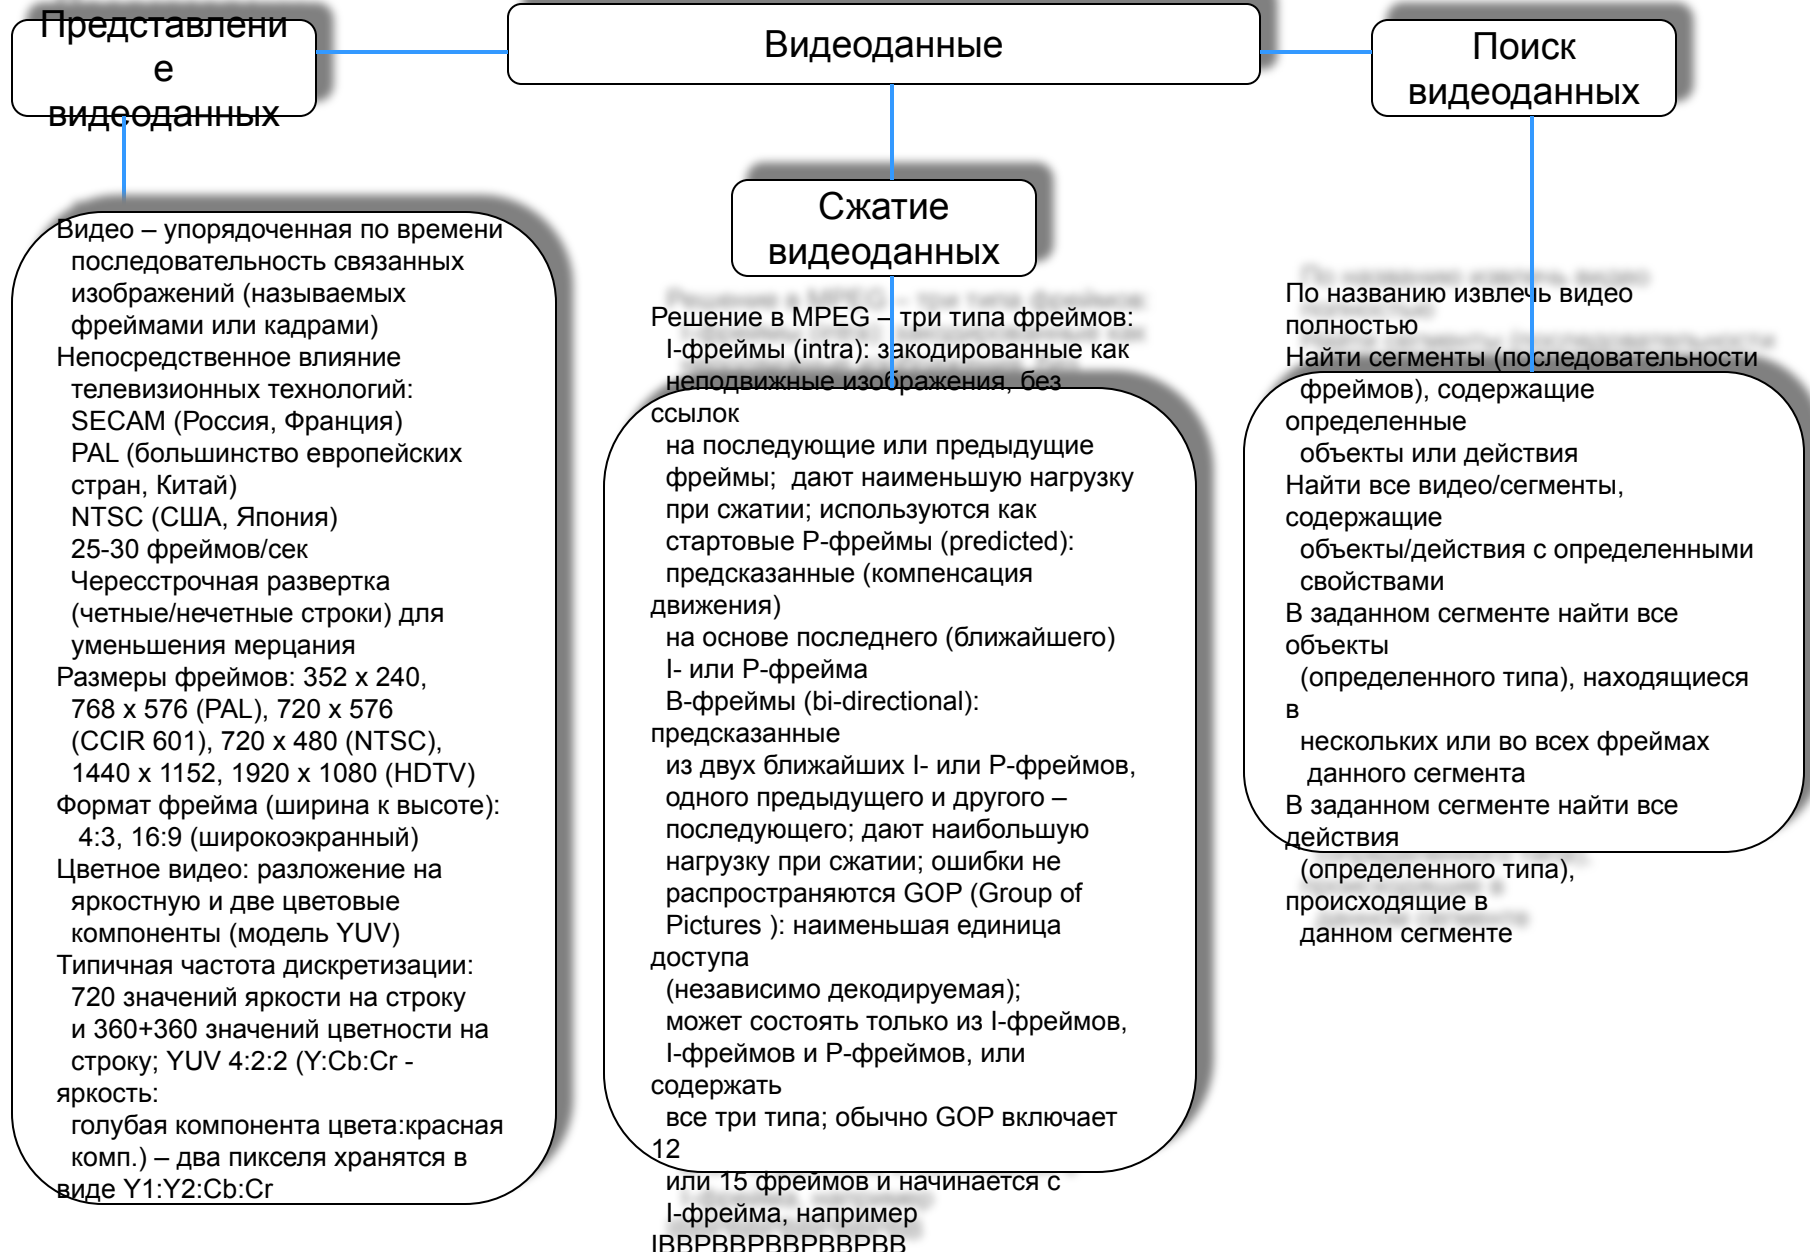 Представлени
е
видеоданных
Видеоданные
Поиск
видеоданных
Сжатие
видеоданных
Видео – упорядоченная по времени
последовательность связанных
изображений (называемых
фреймами или кадрами)
Непосредственное влияние
телевизионных технологий:
SECAM (Россия, Франция)
PAL (большинство европейских
стран, Китай)
NTSC (США, Япония)
25-30 фреймов/сек
Чересстрочная развертка
(четные/нечетные строки) для
уменьшения мерцания
Размеры фреймов: 352 x 240,
768 x 576 (PAL), 720 x 576
(CCIR 601), 720 x 480 (NTSC),
1440 x 1152, 1920 x 1080 (HDTV)
Формат фрейма (ширина к высоте):
4:3, 16:9 (широкоэкранный)
Цветное видео: разложение на
яркостную и две цветовые
компоненты (модель YUV)
Типичная частота дискретизации:
720 значений яркости на строку
и 360+360 значений цветности на
строку; YUV 4:2:2 (Y:Cb:Cr -
яркость:
голубая компонента цвета:красная
комп.) – два пикселя хранятся в
виде Y1:Y2:Cb:Cr
Решение в MPEG – три типа фреймов:
I-фреймы (intra): закодированные как
неподвижные изображения, без
ссылок
на последующие или предыдущие
фреймы; дают наименьшую нагрузку
при сжатии; используются как
стартовые P-фреймы (predicted):
предсказанные (компенсация
движения)
на основе последнего (ближайшего)
I- или P-фрейма
B-фреймы (bi-directional):
предсказанные
из двух ближайших I- или P-фреймов,
одного предыдущего и другого –
последующего; дают наибольшую
нагрузку при сжатии; ошибки не
распространяются GOP (Group of
Pictures ): наименьшая единица
доступа
(независимо декодируемая);
может состоять только из I-фреймов,
I-фреймов и P-фреймов, или
содержать
все три типа; обычно GOP включает
12
или 15 фреймов и начинается с
I-фрейма, например
IBBPBBPBBPBBPBB
По названию извлечь видео
полностью
Найти сегменты (последовательности
фреймов), содержащие
определенные
объекты или действия
Найти все видео/сегменты,
содержащие
объекты/действия с определенными
свойствами
В заданном сегменте найти все
объекты
(определенного типа), находящиеся
в
нескольких или во всех фреймах
данного сегмента
В заданном сегменте найти все
действия
(определенного типа),
происходящие в
данном сегменте